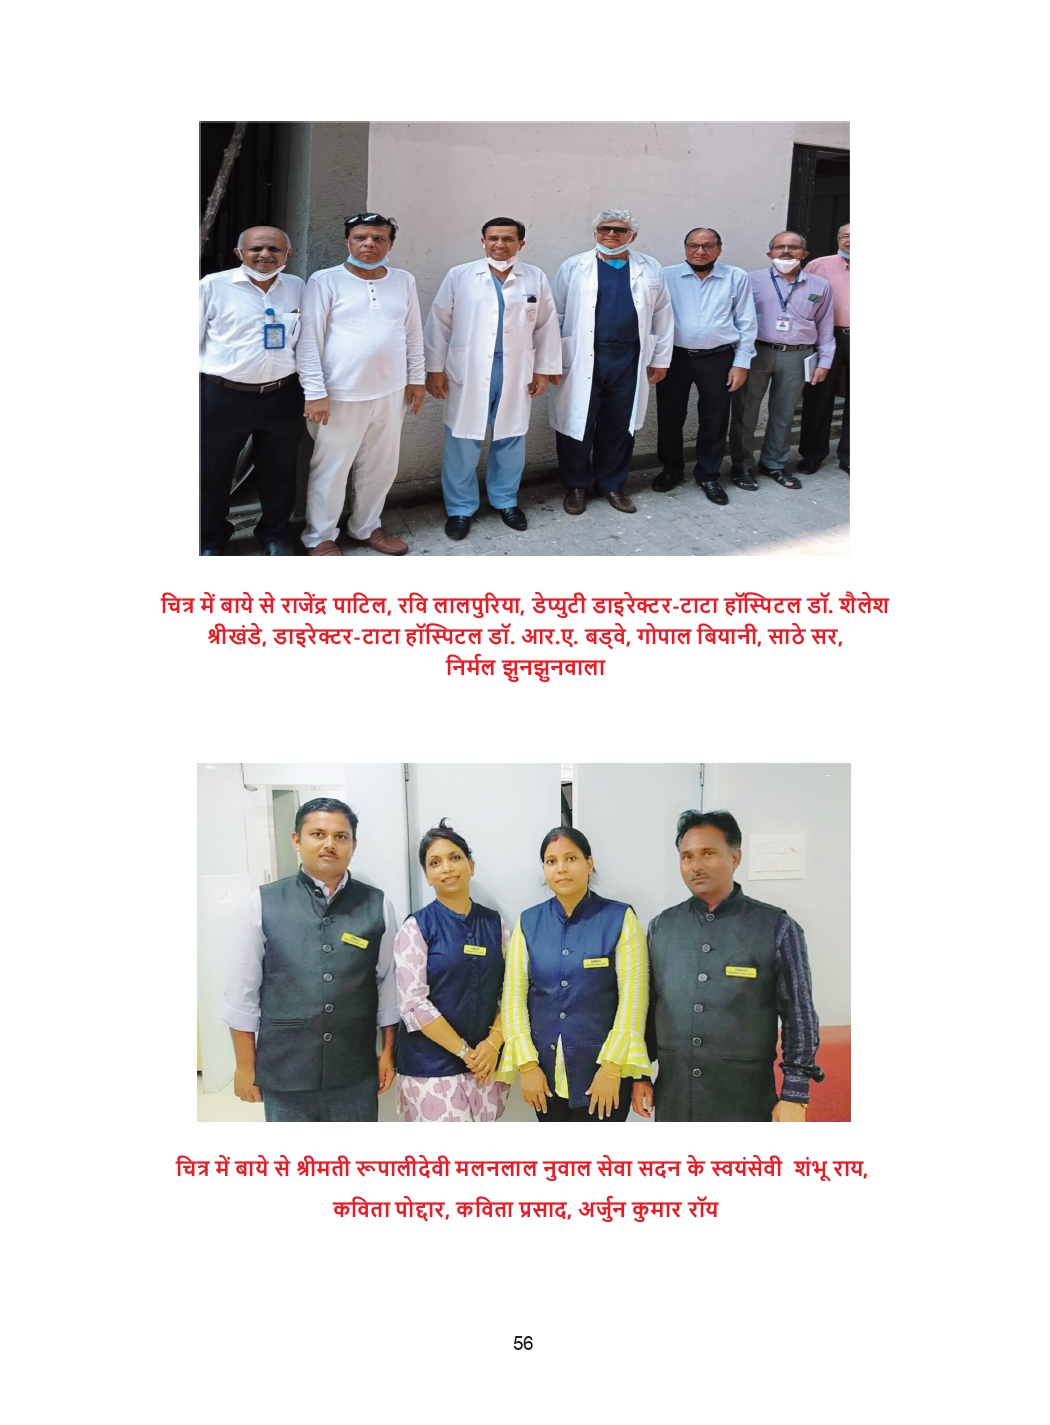 चित्र में बाये से राजेंद्र पाटिल, रवि लालपुरिया, डेप्युटी डाइरेक्टर-टाटा हॉस्पिटल डॉ. शैलेश
श्रीखंडे, डाइरेक्टर-टाटा हॉस्पिटल डॉ. आर.ए. बड्वे, गोपाल बियानी, साठे सर,
निर्मल झुनझुनवाला
चित्र में बाये से श्रीमती रूपालीदेवी मलनलाल नुवाल सेवा सदन के स्वयंसेवी शंभू राय,
कविता पोद्दार, कविता प्रसाद, अर्जुन कुमार रॉय
56